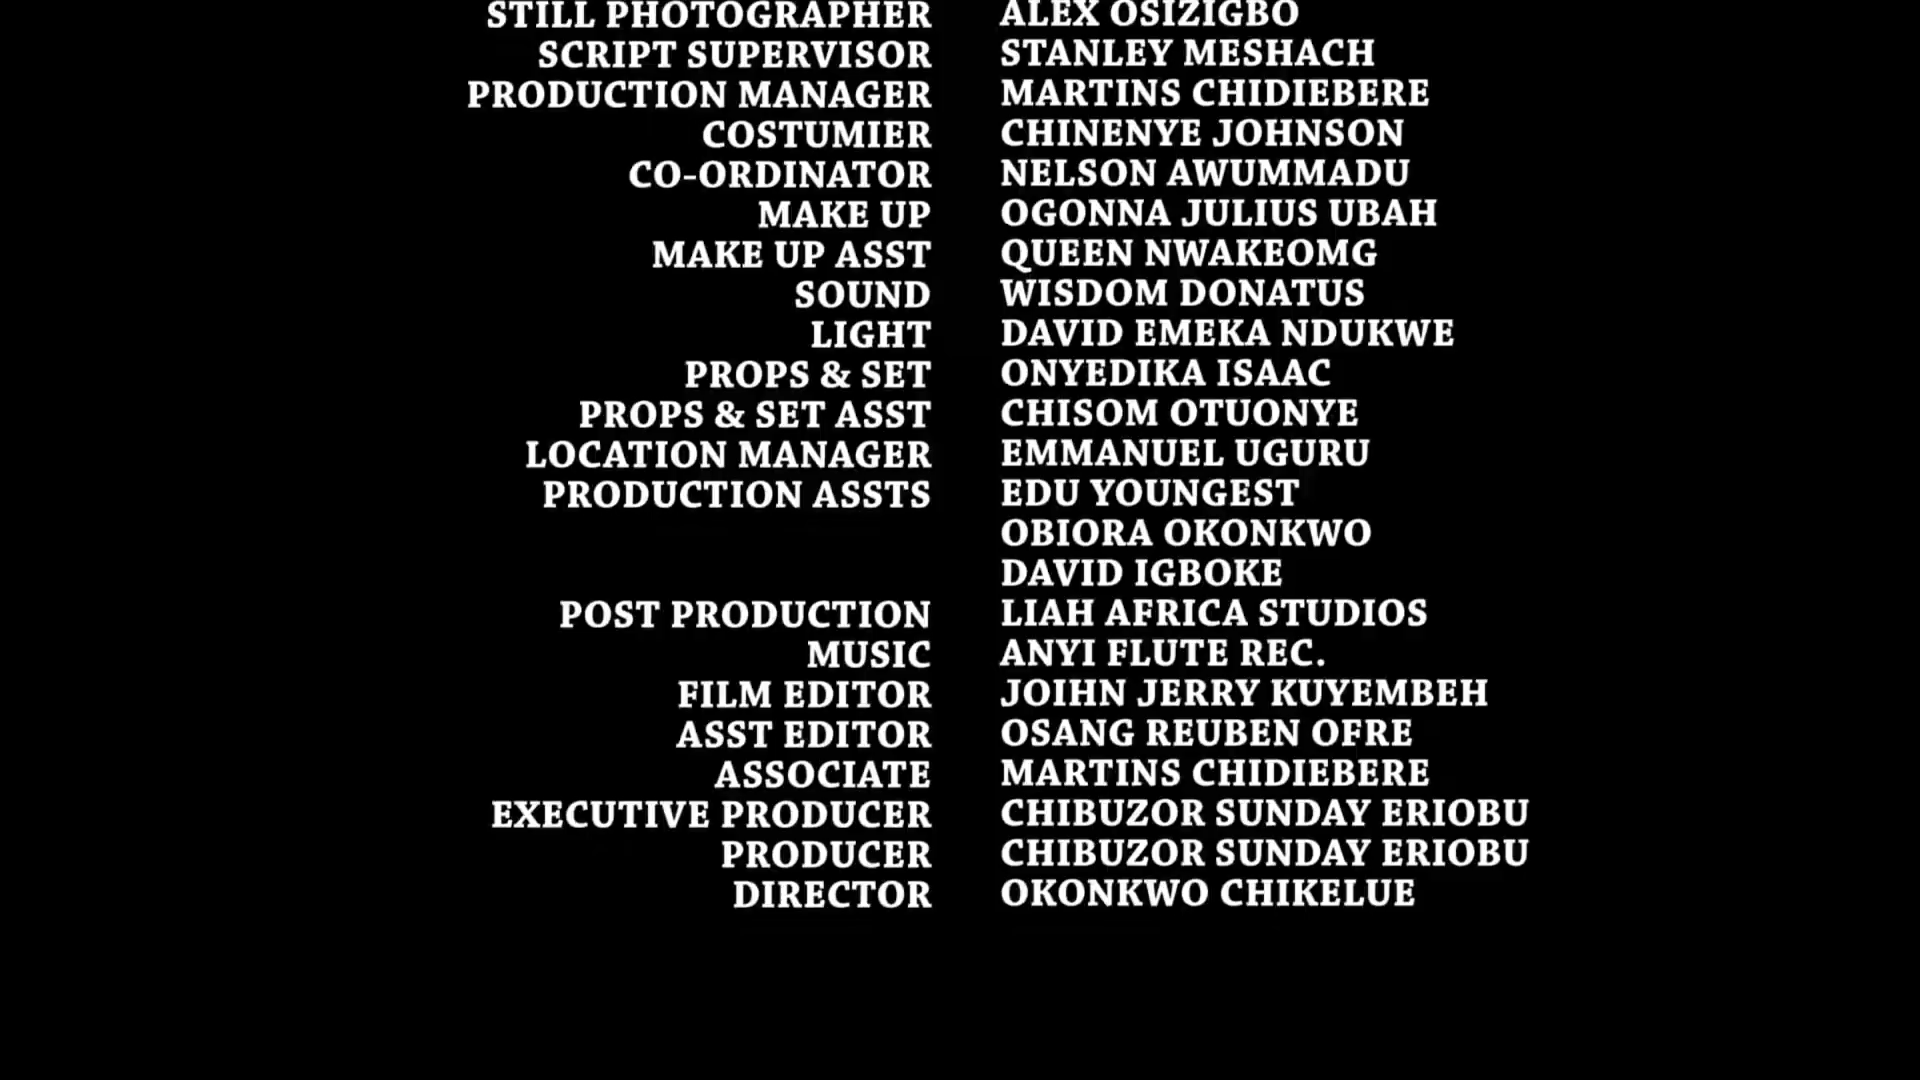 STILL PHOTOGRAPHER ALEX OSIZIGBO
SCRIPT SUPERVISOR STANLEY MESHACH
PRODUCTION MANAGER MARTINS CHIDIEBERE
COSTUMIER CHINENYE JOHNSON
CO-ORDINATOR NELSON AWUMMADU
MAKE UP OGONNA JULIUS UBAH
MAKE UP ASST QUEEN NWAKEOMG
SOUND WISDOM DONATUS
LIGHT DAVID EMEKA NDUKWE
PROPS & SET ONYEDIKA ISAAC
PROPS & SET ASST CHISOM OTUONYE
LOCATION MANAGER EMMANUEL UGURU
PRODUCTION ASSTS EDU YOUNGEST
OBIORA OKONKWO
DAVID IGBOKE
POST PRODUCTION LIAH AFRICA STUDIOS
MUSIC ANYI FLUTE REC.
FILM EDITOR JOIHN JERRY KUYEMBEH
ASST EDITOR OSANG REUBEN OFRE
ASSOCIATE MARTINS CHIDIEBERE
EXECUTIVE PRODUCER CHIBUZOR SUNDAY ERIOBU
PRODUCER CHIBUZOR SUNDAY ERIOBU
DIRECTOR OKONKWO CHIKELUE